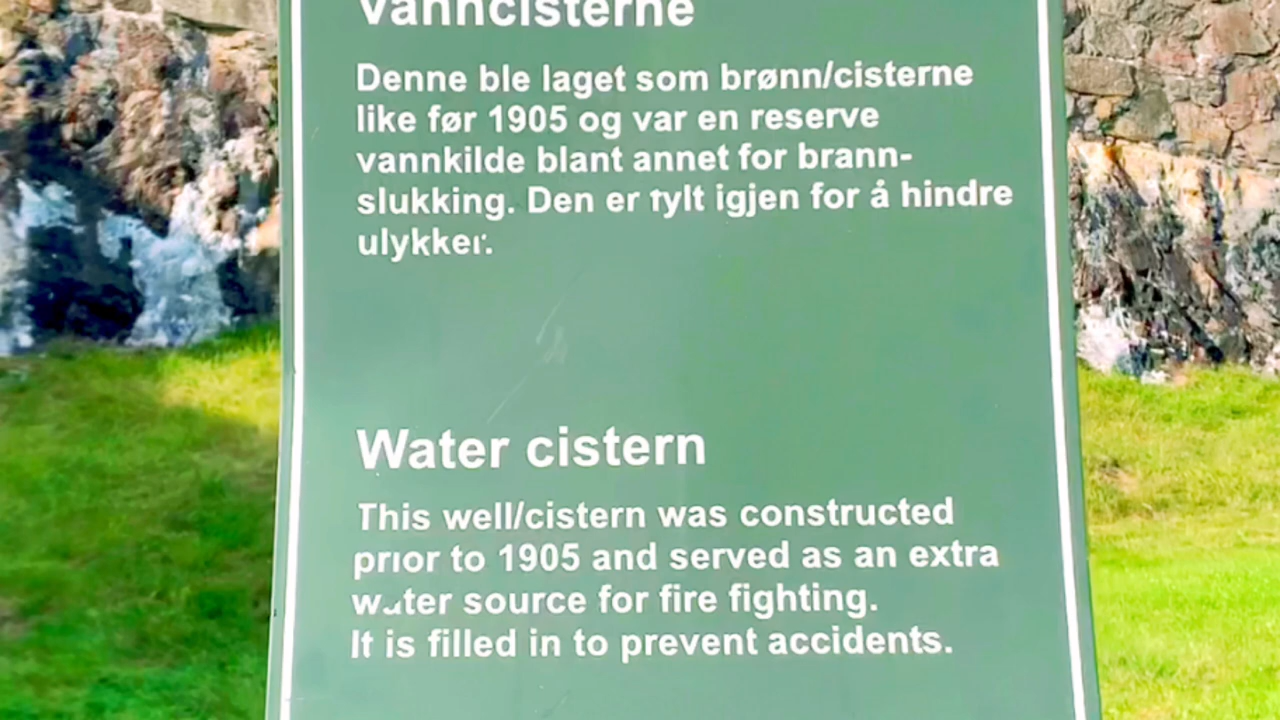 Vanncisterne
Denne ble laget som brønn/cisterne
like før 1905 og var en reserve
vannkilde blant annet for brann-
slukking. Den er fylt igjen for å hindre
ulykker.
Water cistern
This well/cistern was constructed
prior to 1905 and served as an extra
water source for fire fighting.
It is filled in to prevent accidents.